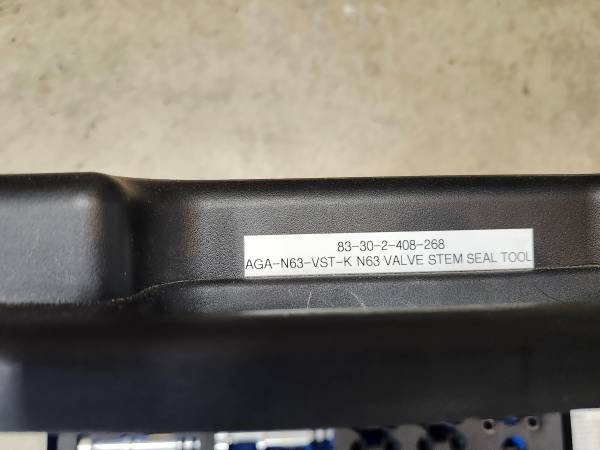 83-30-2-408-268
AGA-N63-VST-K N63 VALVE STEM SEAL TOOL